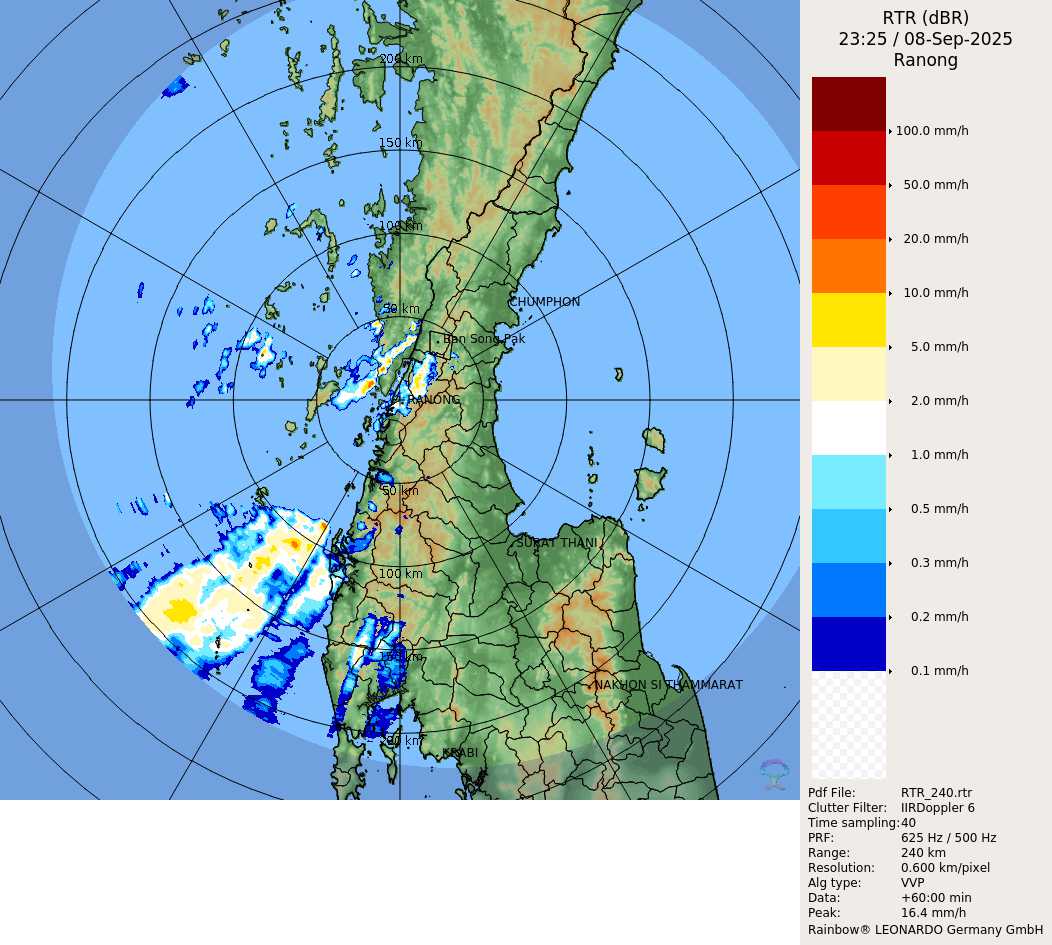 RTR (dBR)
23:25 / 08-Sep-2025
Ranong
100.0 mm/h
50.0 mm/h
20.0 mm/h
10.0 mm/h
5.0 mm/h
2.0 mm/h
1.0 mm/h
0.5 mm/h
0.3 mm/h
0.2 mm/h
0.1 mm/h
Pdf File: RTR_240.rtr
Clutter Filter: IIRDoppler 6
Time sampling: 40
PRF: 625 Hz / 500 Hz
Range: 240 km
Resolution: 0.600 km/pixel
Alg type: VVP
Data: +60:00 min
Peak: 16.4 mm/h
Rainbow® LEONARDO Germany GmbH
200 km
150 km
100 km
CHUMPHON
50 km
Ban Song Pak
RANONG
50 km
SURAT THANI
100 km
150 km
NAKHON SI THAMMARAT
KRABI